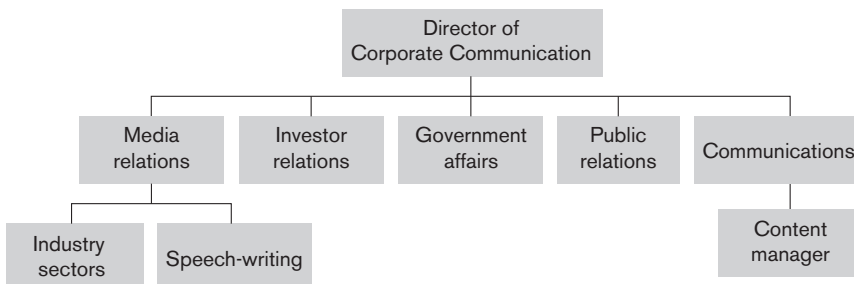 Director of
Corporate Communication
Media
relations
Investor
relations
Government
affairs
Public
relations
Communications
Industry
sectors
Speech-writing
Content
manager